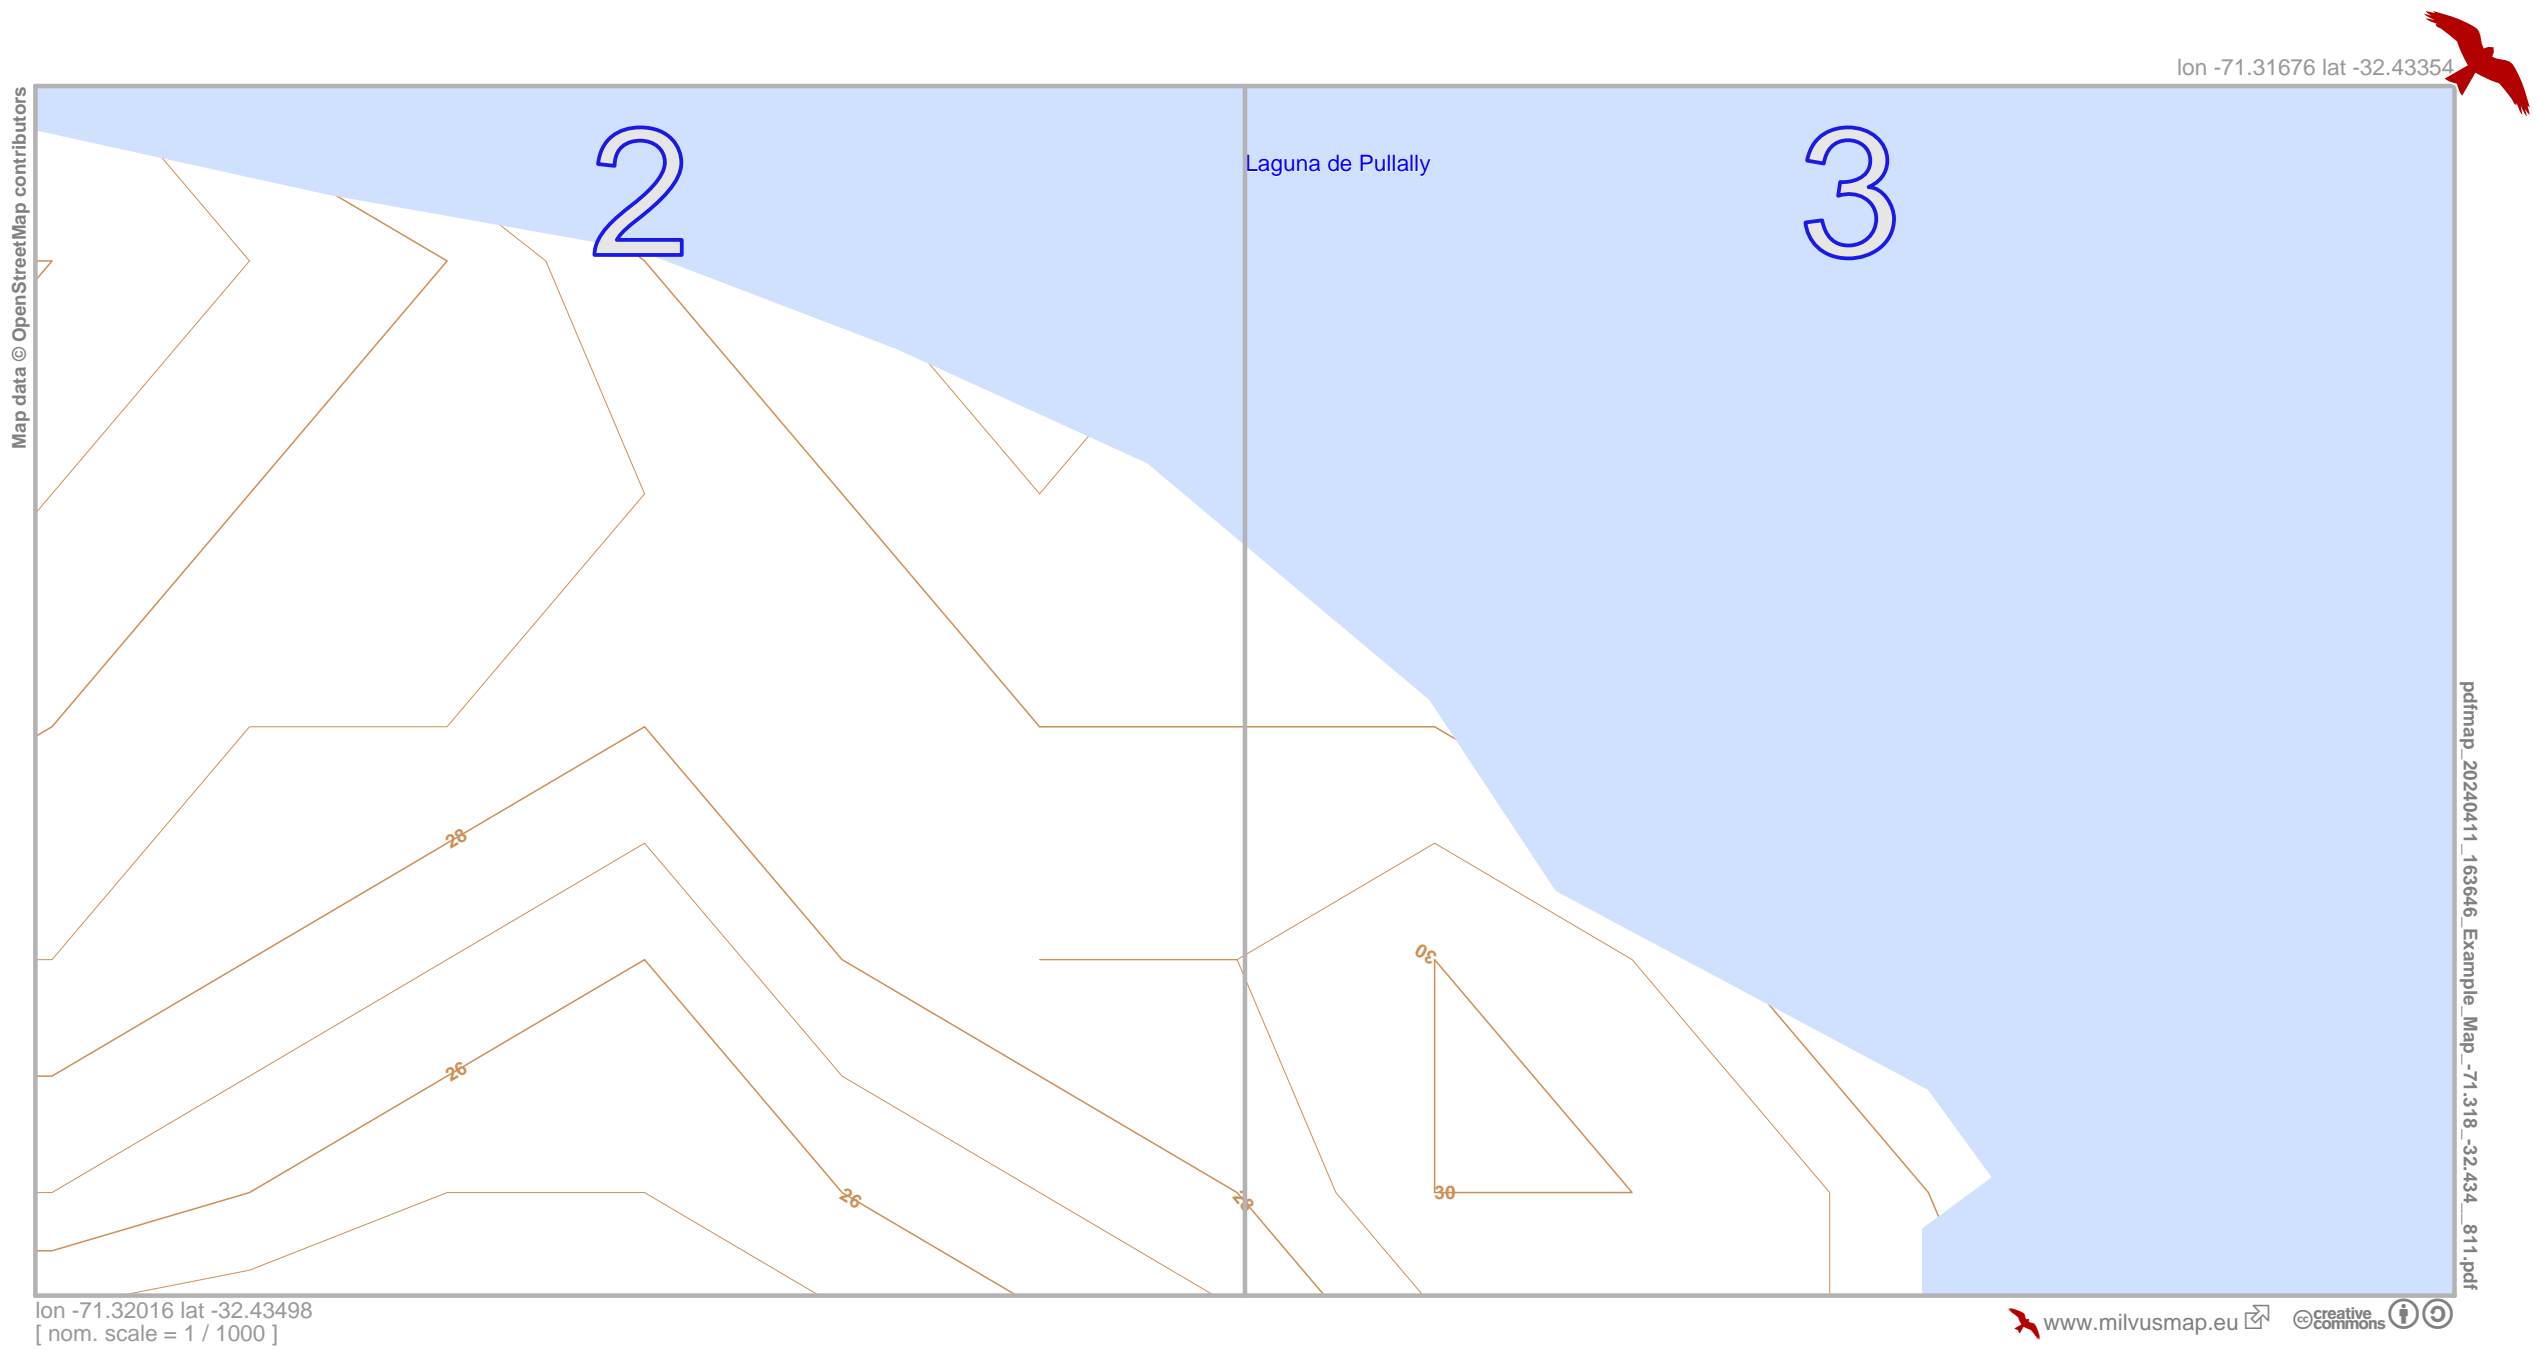 lon -71.31676 lat -32.43354
Map data © OpenStreetMap contributors
2
3
Laguna de Pullally
28
26
30
30
26
28
pdfmap_20240411_163646_Example_Map_-71.318_-32.434__811.pdf
lon -71.32016 lat -32.43498
[ nom. scale = 1 / 1000 ]
www.milvusmap.eu
cc creative commons